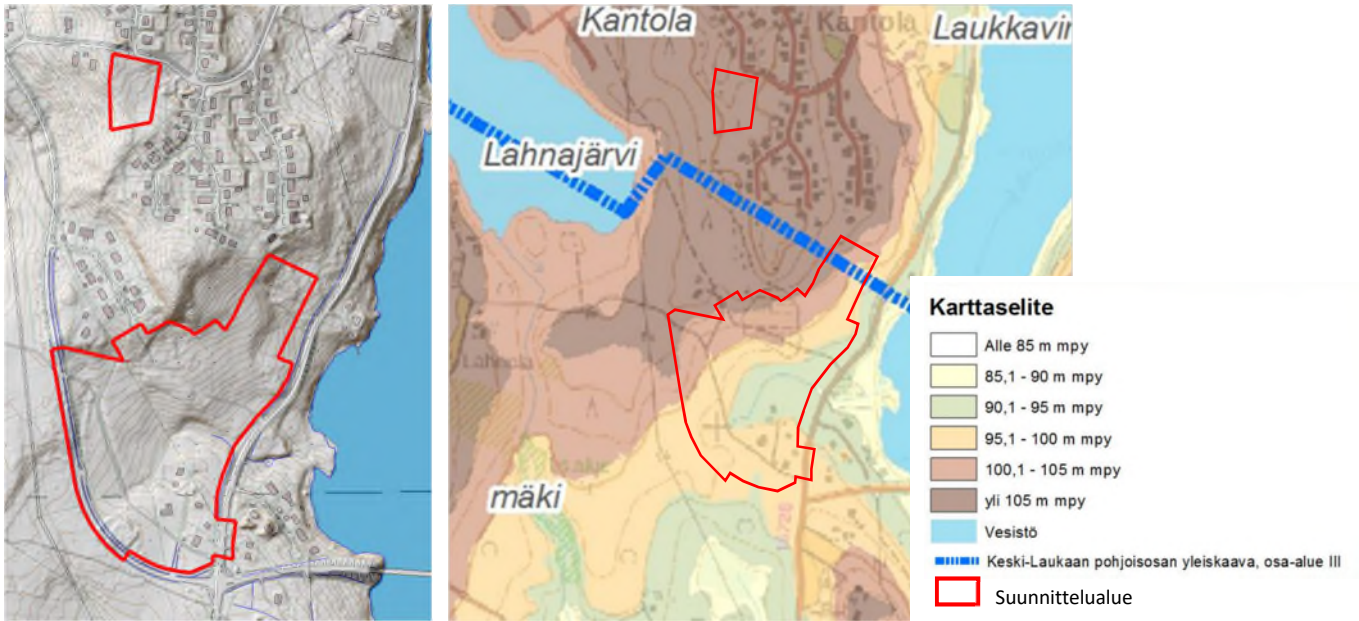 Kantola
Kantola
Laukkavir
Lahnajärvi
Lahnola
mäki
Karttaselite
Alle 85 m mpy
85,1 - 90 m mpy
90,1 - 95 m mpy
95,1 - 100 m mpy
100,1 - 105 m mpy
yli 105 m mpy
Vesistö
Keski-Laukaan pohjoisosan yleiskaava, osa-alue III
Suunnittelualue